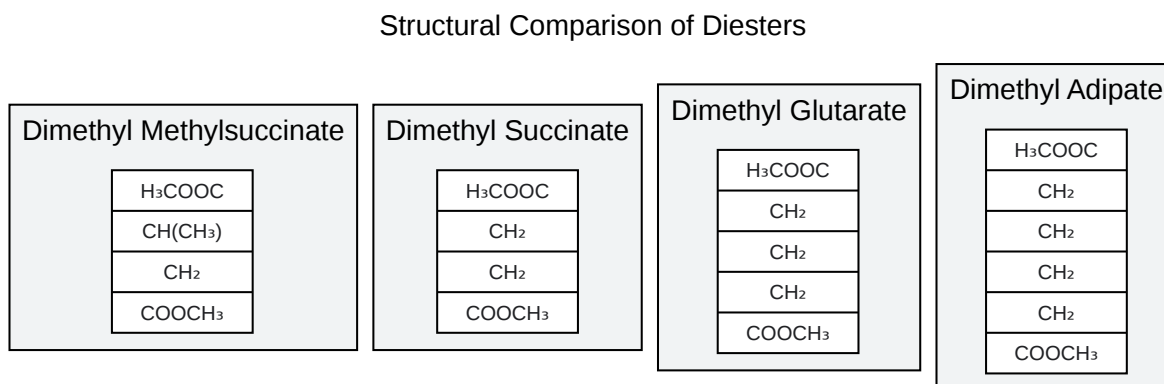 Structural Comparison of Diesters
Dimethyl Methylsuccinate
H₃COOC
CH(CH₃)
CH₂
COOCH₃
Dimethyl Succinate
H₃COOC
CH₂
CH₂
COOCH₃
Dimethyl Glutarate
H₃COOC
CH₂
CH₂
CH₂
COOCH₃
Dimethyl Adipate
H₃COOC
CH₂
CH₂
CH₂
CH₂
COOCH₃